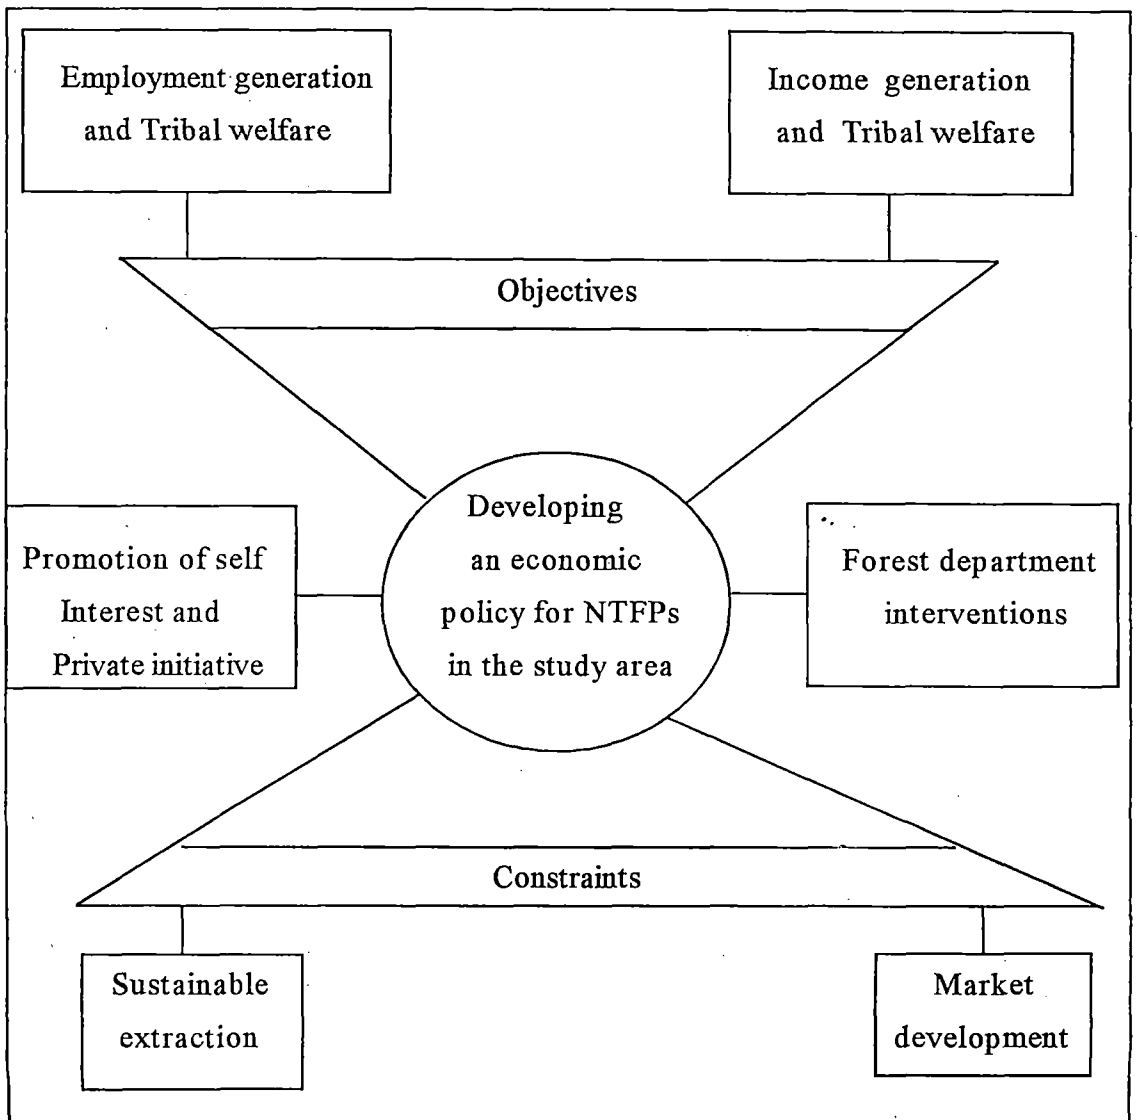 Employment generation
and Tribal welfare
Income generation
and Tribal welfare
Objectives
Developing
an economic
policy for NTFPs
in the study area
Promotion of self
Interest and
Private initiative
Forest department
interventions
Constraints
Sustainable
extraction
Market
development